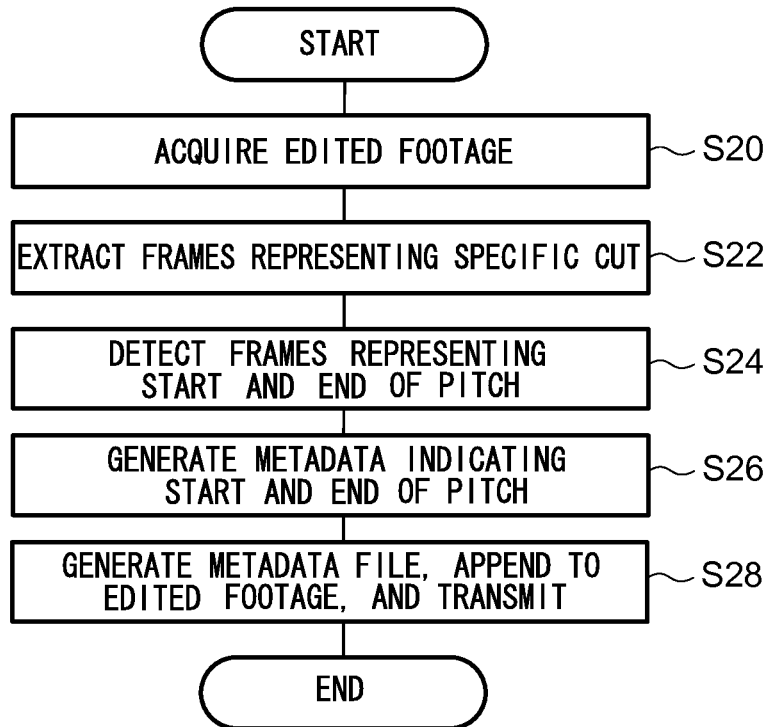 START
ACQUIRE EDITED FOOTAGE
S20
EXTRACT FRAMES REPRESENTING SPECIFIC CUT
S22
DETECT FRAMES REPRESENTING
START AND END OF PITCH
S24
GENERATE METADATA INDICATING
START AND END OF PITCH
S26
GENERATE METADATA FILE, APPEND TO
EDITED FOOTAGE, AND TRANSMIT
S28
END